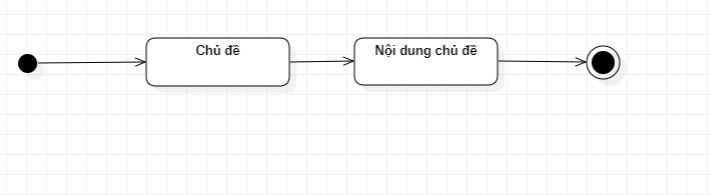 Chủ đề
Nội dung chủ đề